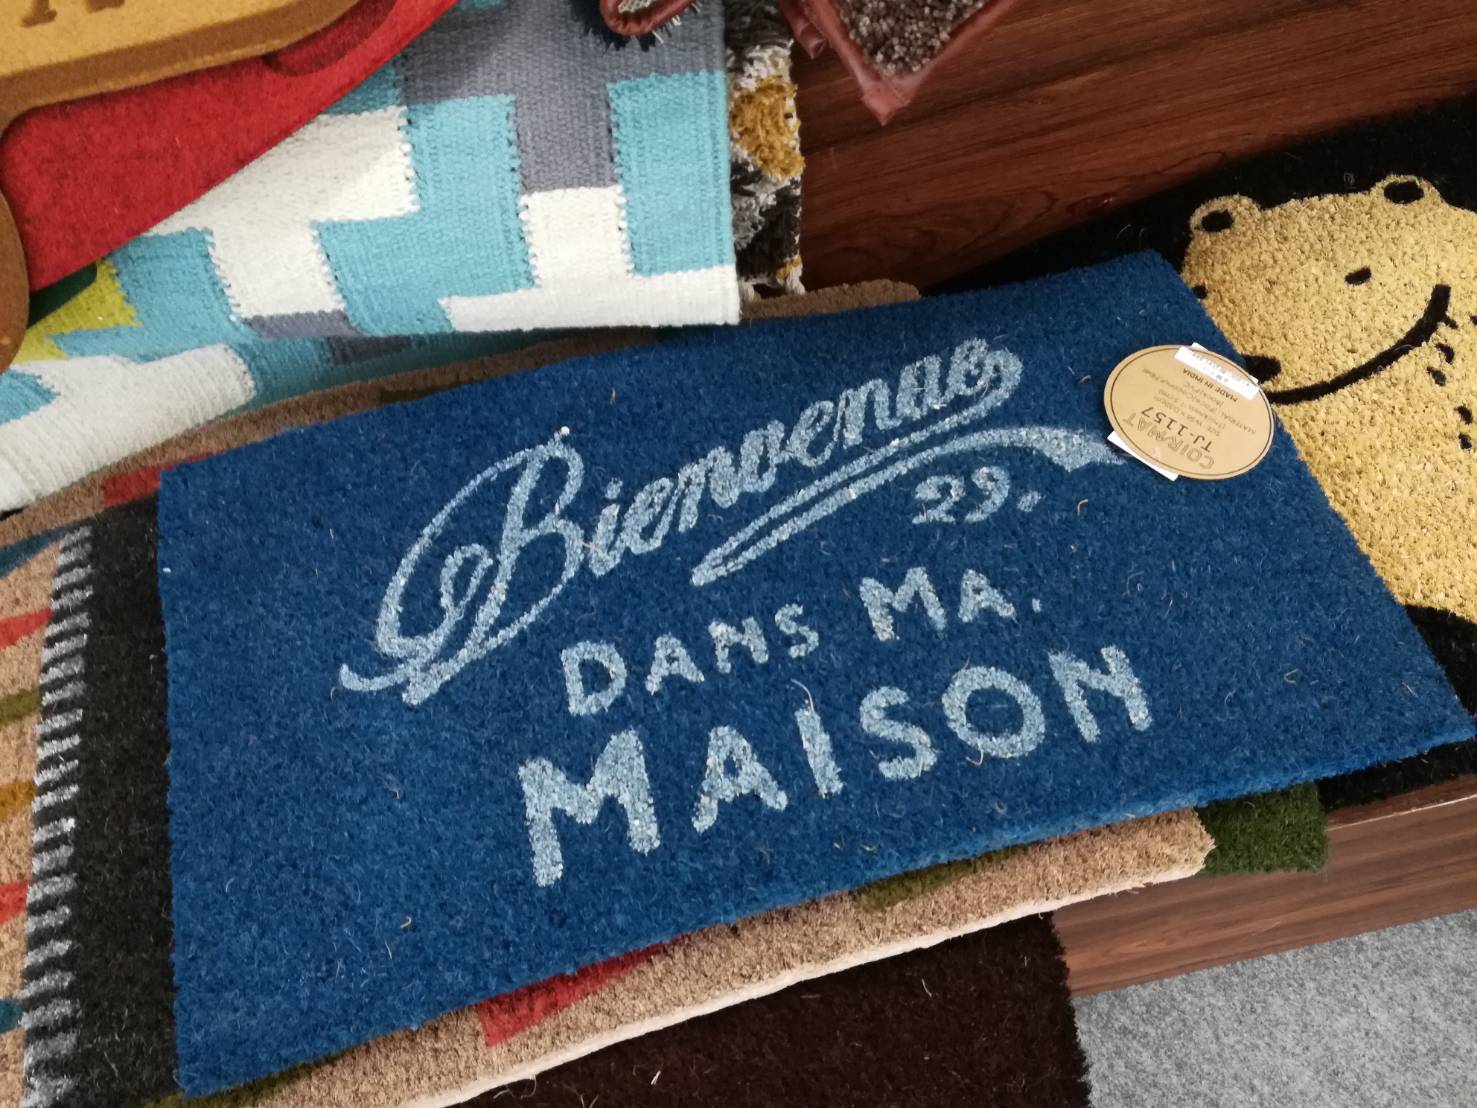 Bienvenue
29.
DANS MA.
MAISON
COIRMAT
TJ-1157
MADE IN INDIA